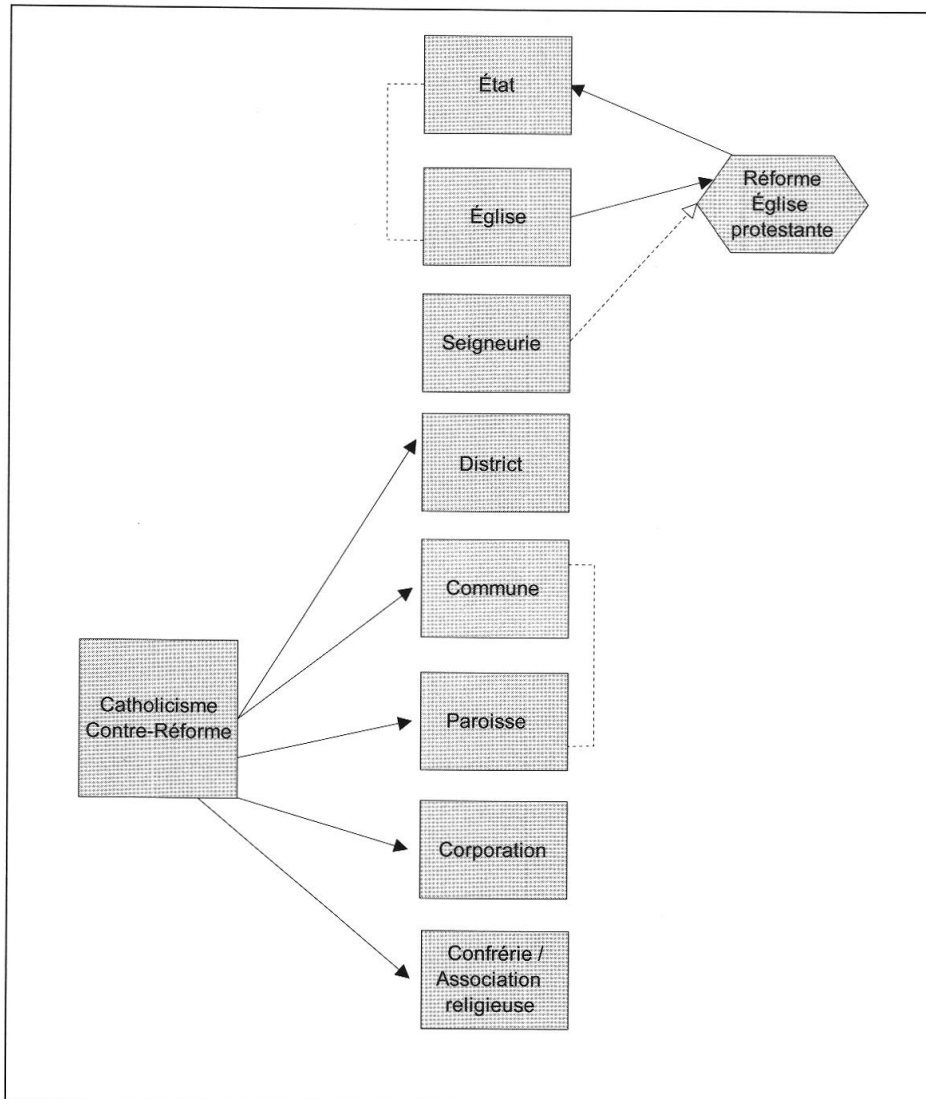 État
Église
Réforme
Église
protestante
Seigneurie
District
Commune
Catholicisme
Contre-Réforme
Paroisse
Corporation
Confrérie /
Association
religieuse